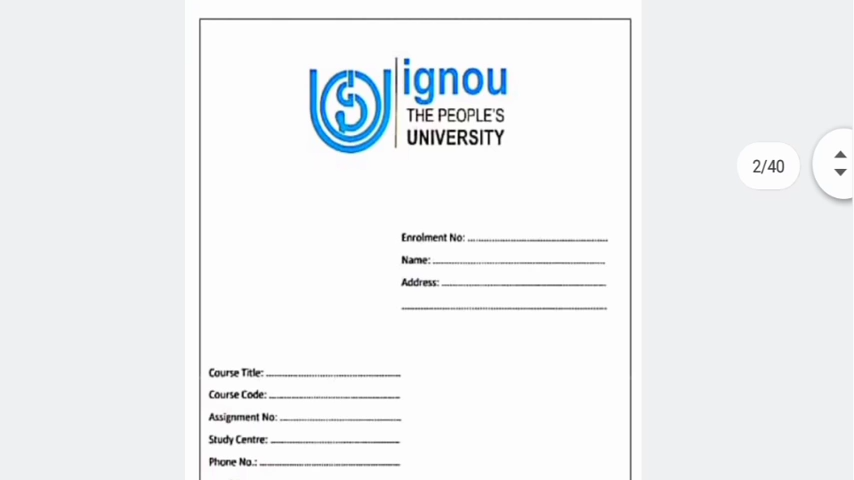 ignou
THE PEOPLE'S
UNIVERSITY
2/40
Enrolment No: ................................................
Name: ................................................
Address: ................................................
................................................
Course Title: ................................................
Course Code: ................................................
Assignment No: ................................................
Study Centre: ................................................
Phone No.: ................................................